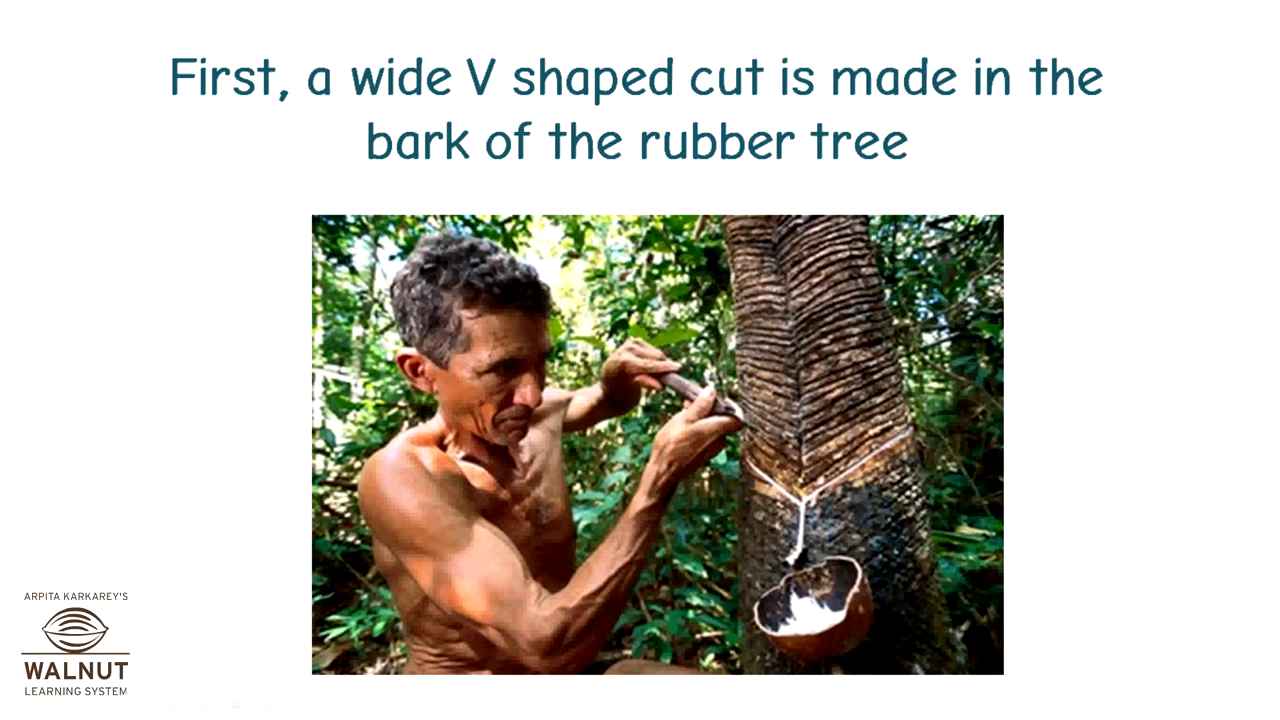 First, a wide V shaped cut is made in the
bark of the rubber tree
ARPITA KARKAREY'S
WALNUT
LEARNING SYSTEM